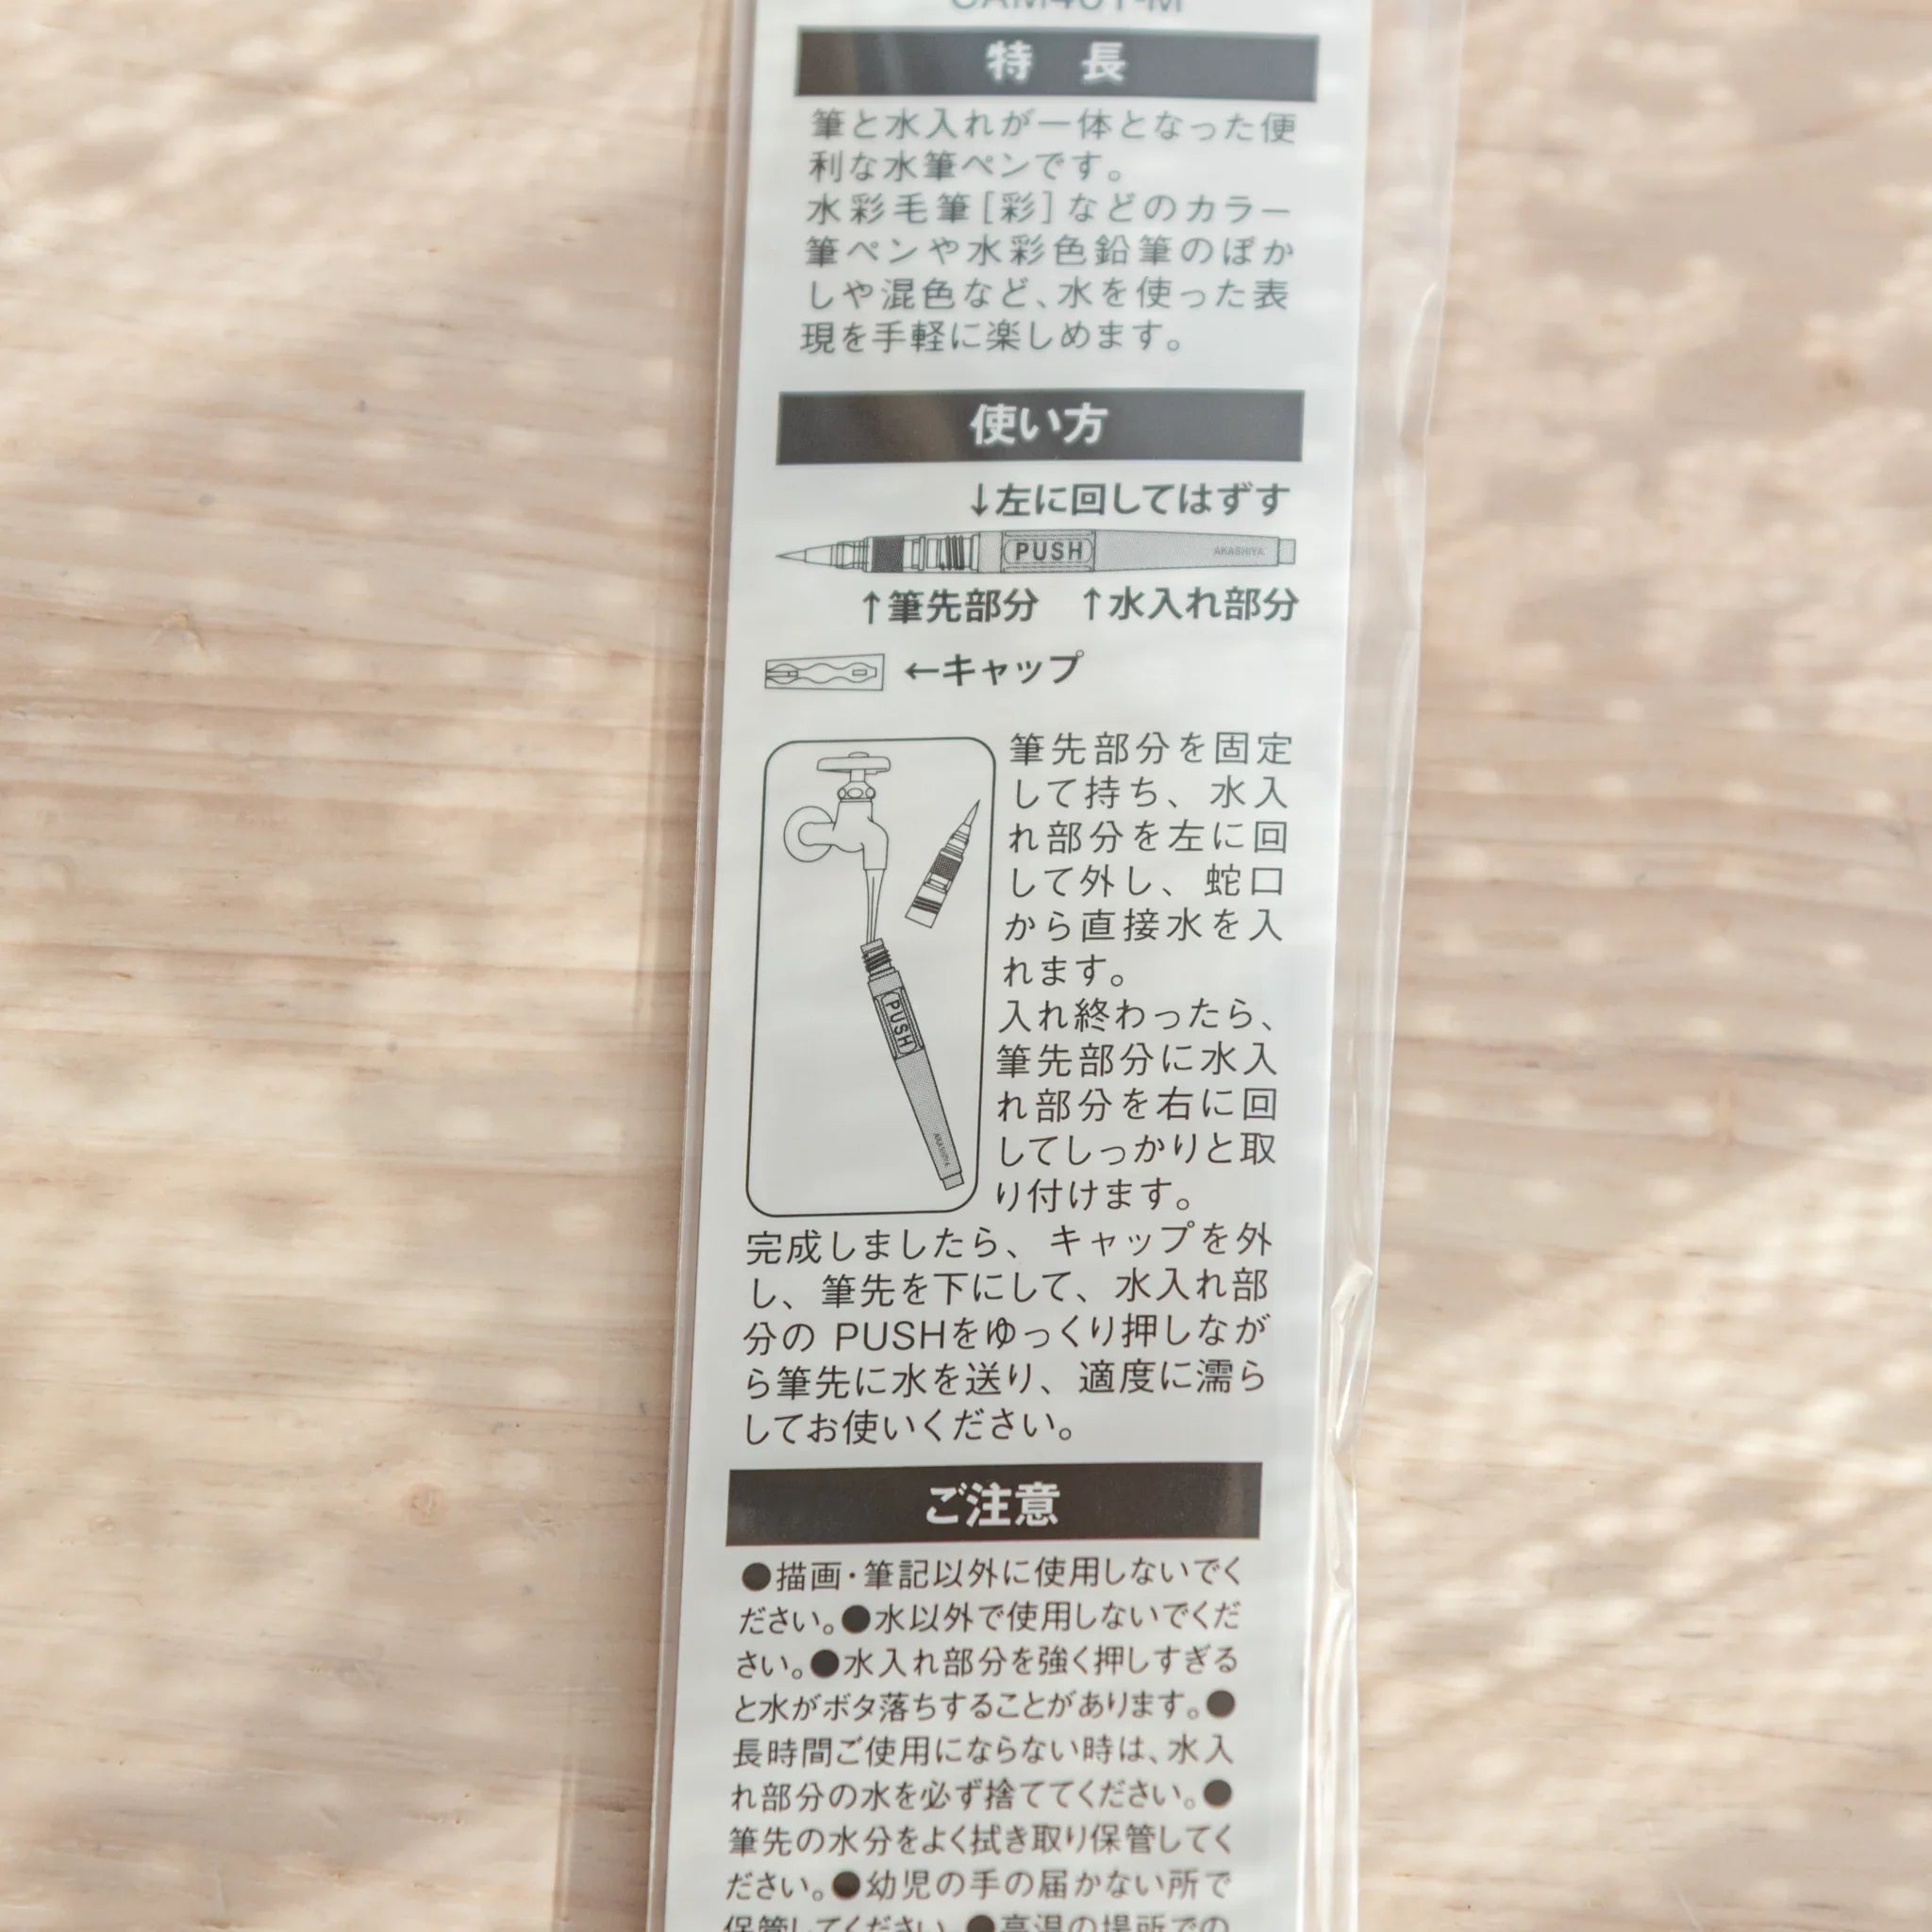 特 長
筆と水入れが一体となった便
利な水筆ペンです。
水彩毛筆[彩]などのカラー
筆ペンや水彩色鉛筆のぼか
しや混色など、水を使った表
現を手軽に楽しめます。
使い方
↓左に回してはずす
PUSH AKASHIYA
↑筆先部分 ↑水入れ部分
←キャップ
筆先部分を固定
して持ち、水入
れ部分を左に回
して外し、蛇口
から直接水を入
れます。
入れ終わったら、
筆先部分に水入
れ部分を右に回
してしっかりと取
り付けます。
PUSH
AKASHIYA
完成しましたら、キャップを外
し、筆先を下にして、水入れ部
分の PUSHをゆっくり押しなが
ら筆先に水を送り、適度に濡ら
してお使いください。
ご注意
●描画・筆記以外に使用しないでく
ださい。●水以外で使用しないでくだ
さい。●水入れ部分を強く押しすぎる
と水がボタ落ちすることがあります。●
長時間ご使用にならない時は、水入
れ部分の水を必ず捨ててください。●
筆先の水分をよく拭き取り保管してく
ださい。●幼児の手の届かない所で
保管してください。●高温の場所での